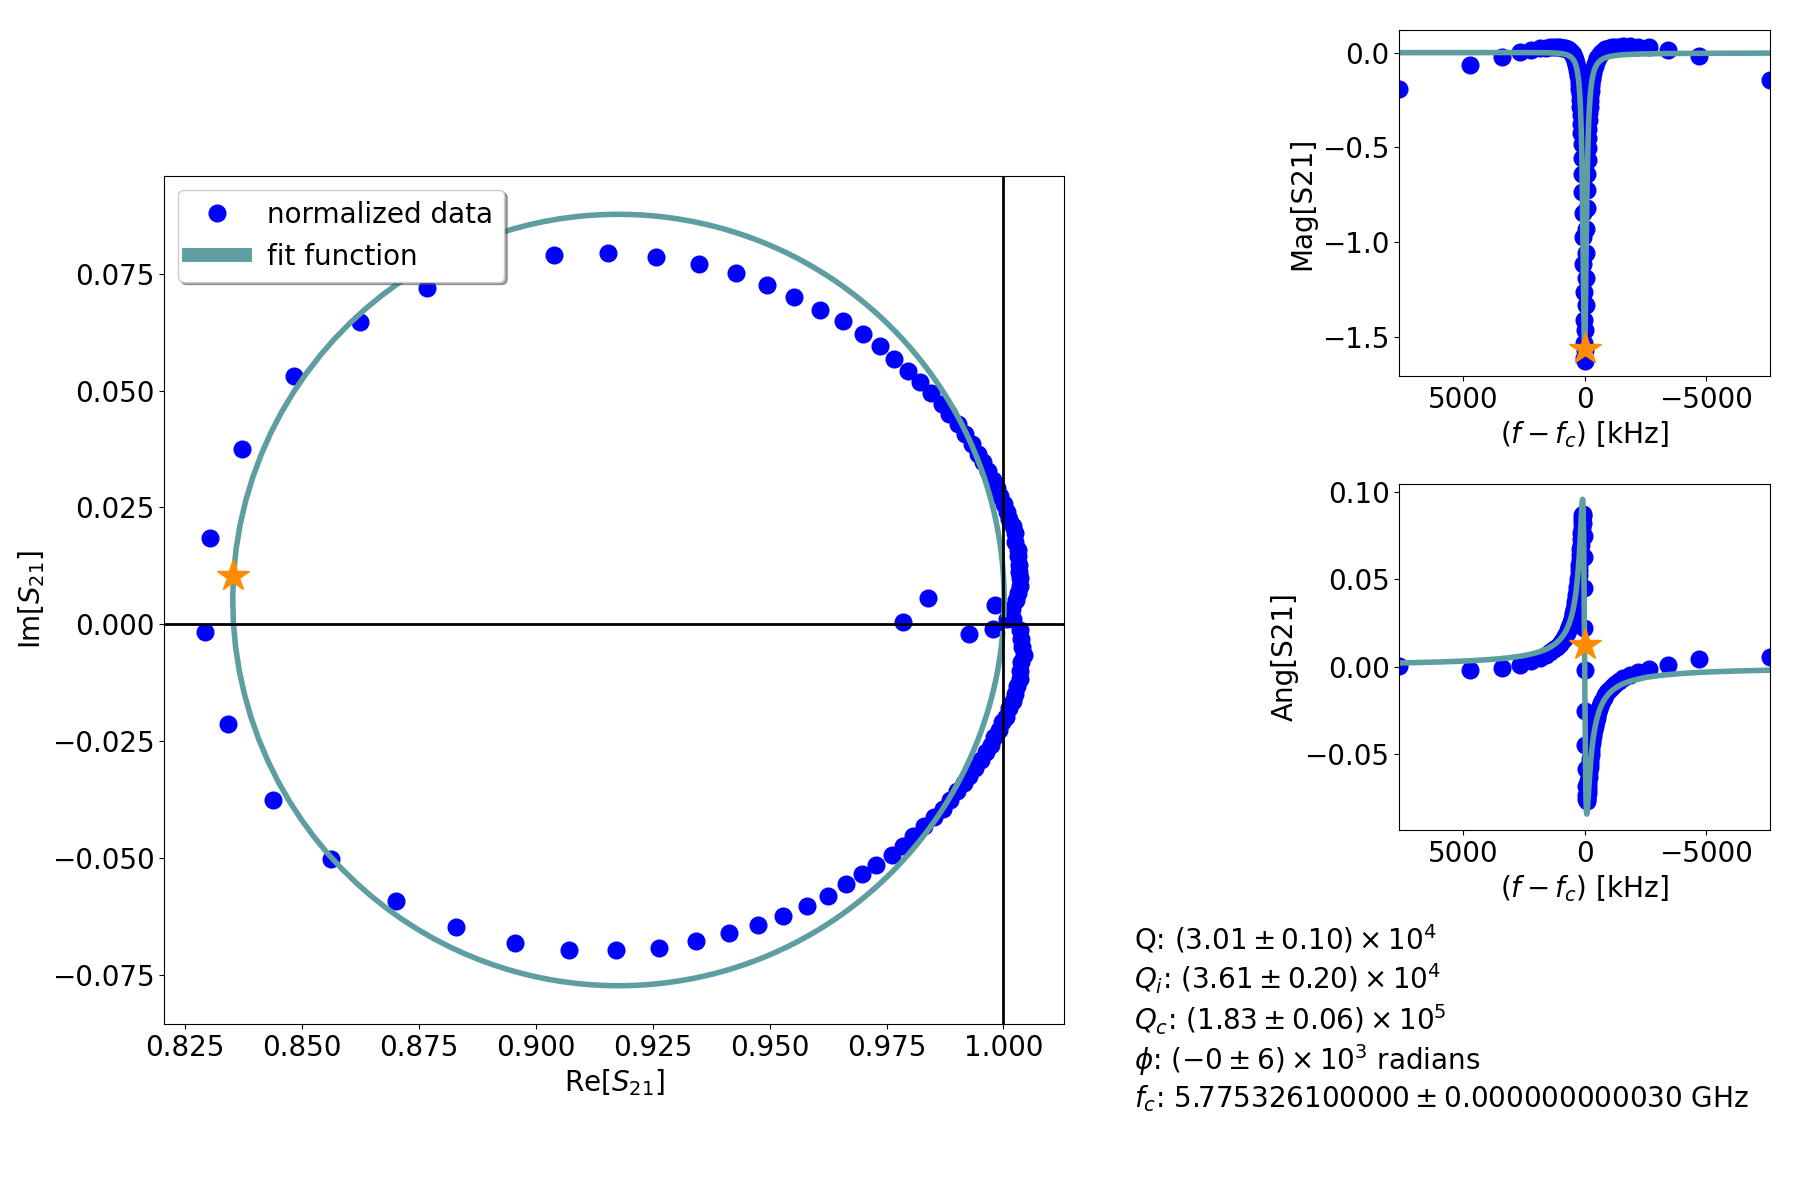 normalized data
fit function
0.075
0.050
0.025
0.000
−0.025
−0.050
−0.075
Im[S21]
0.825 0.850 0.875 0.900 0.925 0.950 0.975 1.000
Re[S21]
0.0
−0.5
−1.0
−1.5
Mag[S21]
5000 0 −5000
(f − fc) [kHz]
0.10
0.05
0.00
−0.05
Ang[S21]
5000 0 −5000
(f − fc) [kHz]
Q: (3.01 ± 0.10) × 10^4
Qi: (3.61 ± 0.20) × 10^4
Qc: (1.83 ± 0.06) × 10^5
ϕ: (−0 ± 6) × 10^3 radians
fc: 5.775326100000 ± 0.000000000030 GHz